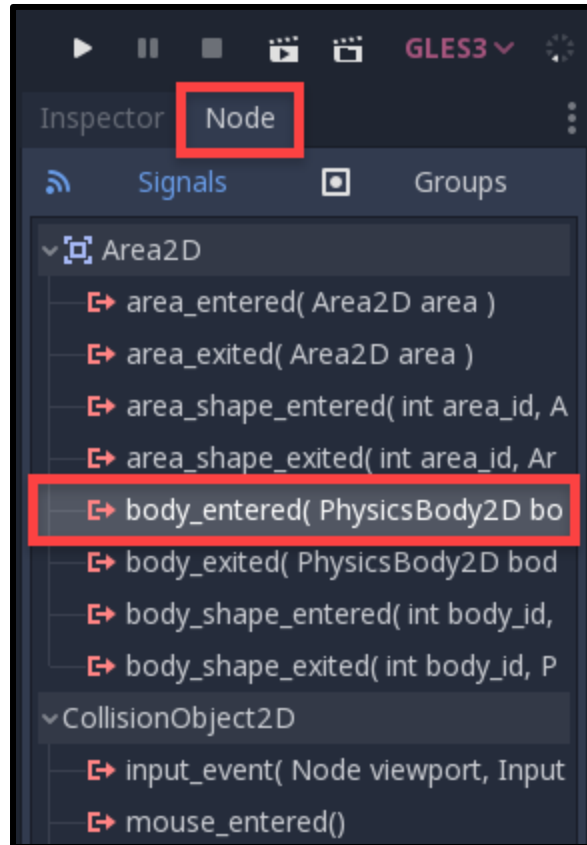 GLES3
Inspector Node
Signals Groups
Area2D
area_entered( Area2D area )
area_exited( Area2D area )
area_shape_entered( int area_id, A
area_shape_exited( int area_id, Ar
body_entered( PhysicsBody2D bo
body_exited( PhysicsBody2D bod
body_shape_entered( int body_id,
body_shape_exited( int body_id, P
CollisionObject2D
input_event( Node viewport, Input
mouse_entered()